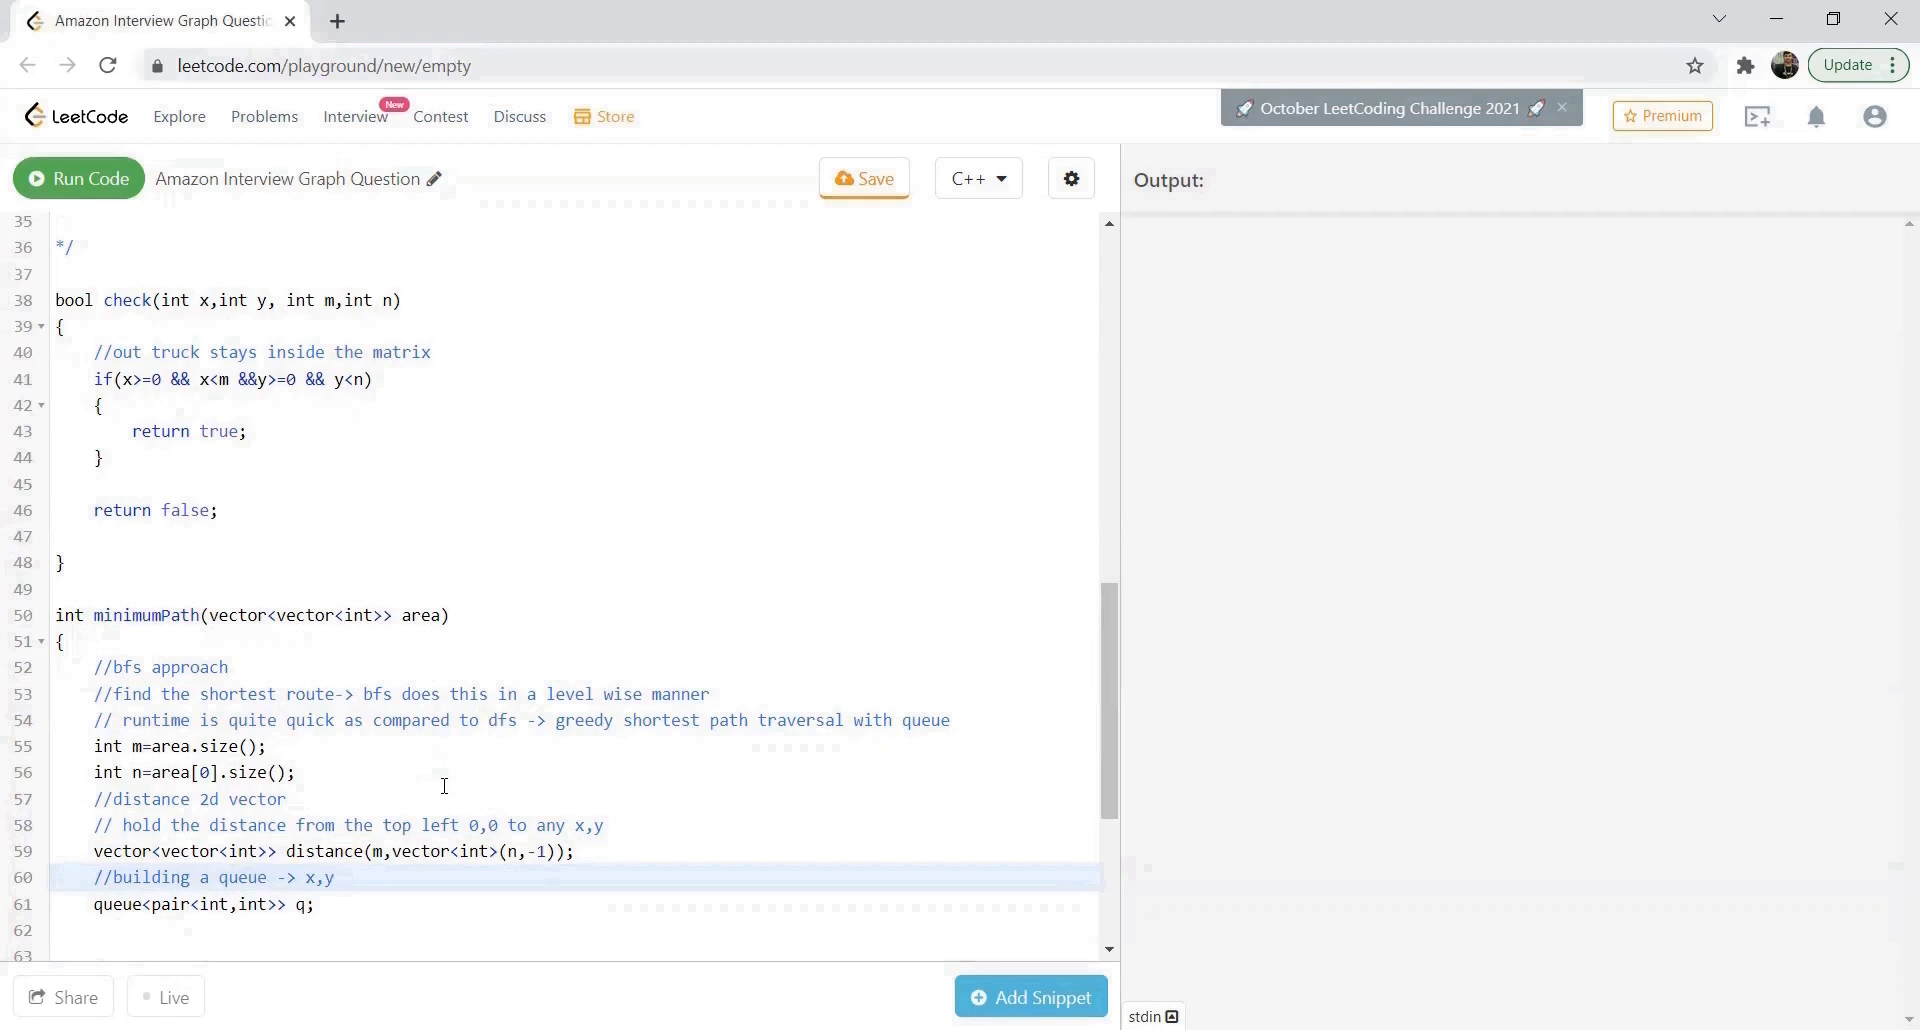 Amazon Interview Graph Questic
leetcode.com/playground/new/empty
Update
LeetCode Explore Problems Interview New Contest Discuss Store
October LeetCoding Challenge 2021
Premium
Run Code Amazon Interview Graph Question Save C++
Output:
35
36 */
37
38 bool check(int x,int y, int m,int n)
39 {
40 //out truck stays inside the matrix
41 if(x>=0 && x<m &&y>=0 && y<n)
42 {
43 return true;
44 }
45
46 return false;
47
48 }
49
50 int minimumPath(vector<vector<int>> area)
51 {
52 //bfs approach
53 //find the shortest route-> bfs does this in a level wise manner
54 // runtime is quite quick as compared to dfs -> greedy shortest path traversal with queue
55 int m=area.size();
56 int n=area[0].size();
57 //distance 2d vector
58 // hold the distance from the top left 0,0 to any x,y
59 vector<vector<int>> distance(m,vector<int>(n,-1));
60 //building a queue -> x,y
61 queue<pair<int,int>> q;
62
63
Share Live Add Snippet
stdin